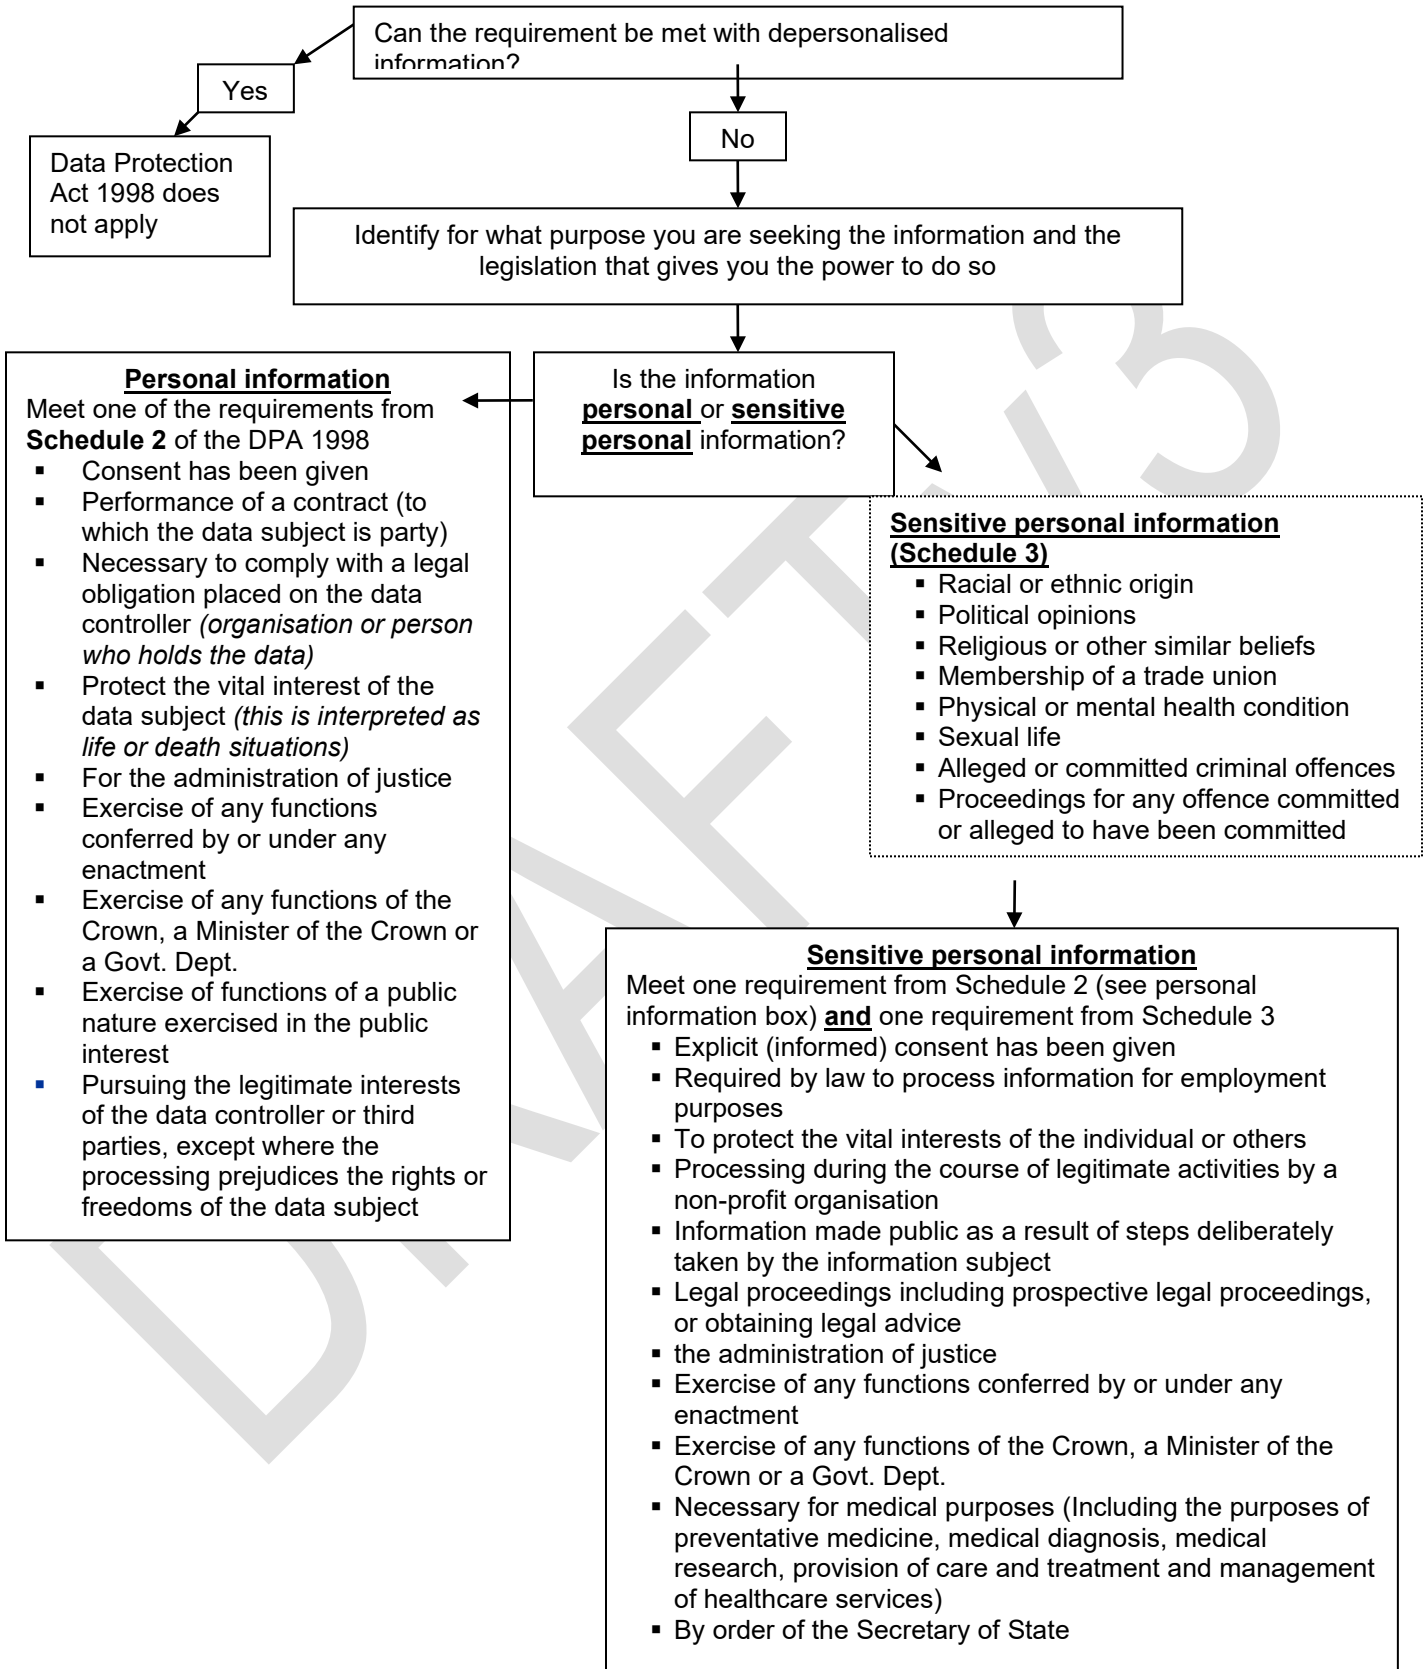 Can the requirement be met with depersonalised
information?
Yes
No
Data Protection
Act 1998 does
not apply
Identify for what purpose you are seeking the information and the
legislation that gives you the power to do so
Is the information
personal or sensitive
personal information?
Personal information
Meet one of the requirements from
Schedule 2 of the DPA 1998
▪ Consent has been given
▪ Performance of a contract (to
which the data subject is party)
▪ Necessary to comply with a legal
obligation placed on the data
controller (organisation or person
who holds the data)
▪ Protect the vital interest of the
data subject (this is interpreted as
life or death situations)
▪ For the administration of justice
▪ Exercise of any functions
conferred by or under any
enactment
▪ Exercise of any functions of the
Crown, a Minister of the Crown or
a Govt. Dept.
▪ Exercise of functions of a public
nature exercised in the public
interest
▪ Pursuing the legitimate interests
of the data controller or third
parties, except where the
processing prejudices the rights or
freedoms of the data subject
Sensitive personal information
(Schedule 3)
▪ Racial or ethnic origin
▪ Political opinions
▪ Religious or other similar beliefs
▪ Membership of a trade union
▪ Physical or mental health condition
▪ Sexual life
▪ Alleged or committed criminal offences
▪ Proceedings for any offence committed
or alleged to have been committed
Sensitive personal information
Meet one requirement from Schedule 2 (see personal
information box) and one requirement from Schedule 3
▪ Explicit (informed) consent has been given
▪ Required by law to process information for employment
purposes
▪ To protect the vital interests of the individual or others
▪ Processing during the course of legitimate activities by a
non-profit organisation
▪ Information made public as a result of steps deliberately
taken by the information subject
▪ Legal proceedings including prospective legal proceedings,
or obtaining legal advice
▪ the administration of justice
▪ Exercise of any functions conferred by or under any
enactment
▪ Exercise of any functions of the Crown, a Minister of the
Crown or a Govt. Dept.
▪ Necessary for medical purposes (Including the purposes of
preventative medicine, medical diagnosis, medical
research, provision of care and treatment and management
of healthcare services)
▪ By order of the Secretary of State
DRAFT V3